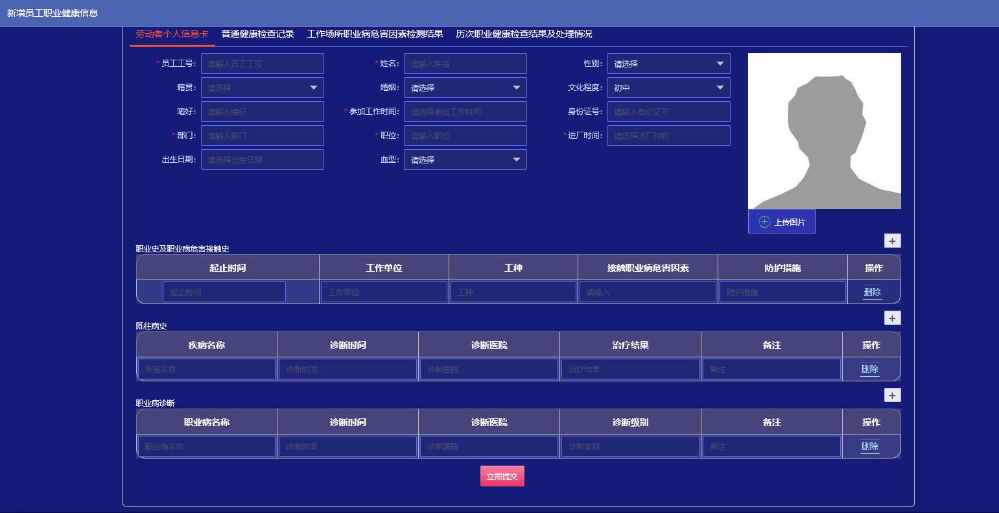 新增员工职业健康信息
劳动者个人信息卡 普通健康检查记录 工作场所职业病危害因素检测结果 历次职业健康检查结果及处理情况
* 员工工号: 请输入员工工号 * 姓名: 请输入姓名 性别: 请选择
籍贯: 请选择 婚姻: 请选择 文化程度: 初中
嗜好: 请输入嗜好 * 参加工作时间: 请选择参加工作时间 身份证号: 请输入身份证号
* 部门: 请输入部门 * 职位: 请输入职位 * 进厂时间: 请选择进厂时间
出生日期: 请选择出生日期 血型: 请选择
上传图片
+
职业史及职业病危害接触史
起止时间 工作单位 工种 接触职业病危害因素 防护措施 操作
起止时间 工作单位 工种 请输入 防护措施 删除
+
既往病史
疾病名称 诊断时间 诊断医院 治疗结果 备注 操作
疾病名称 诊断时间 诊断医院 治疗结果 备注 删除
+
职业病诊断
职业病名称 诊断时间 诊断医院 诊断级别 备注 操作
职业病名称 诊断时间 诊断医院 诊断级别 备注 删除
立即提交